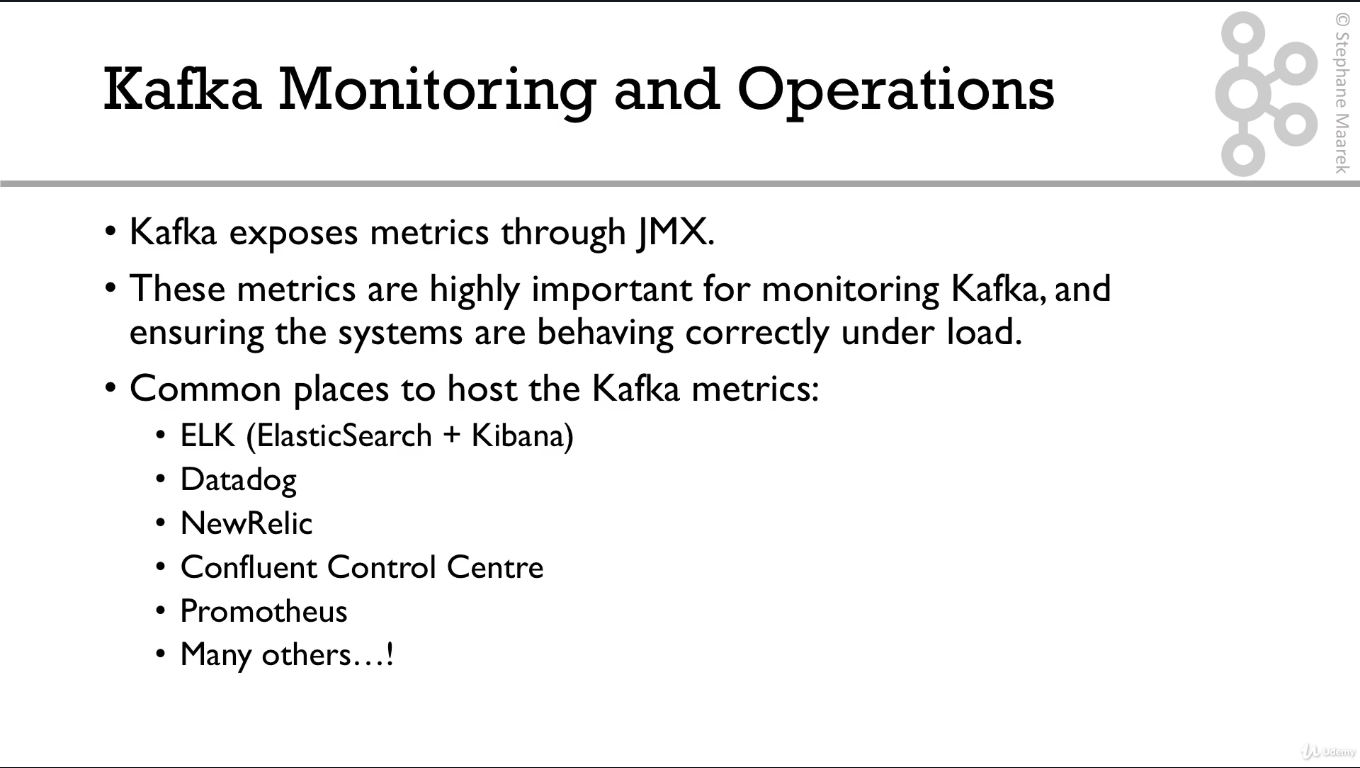 Kafka Monitoring and Operations
© Stephane Maarek
• Kafka exposes metrics through JMX.
• These metrics are highly important for monitoring Kafka, and
ensuring the systems are behaving correctly under load.
• Common places to host the Kafka metrics:
• ELK (ElasticSearch + Kibana)
• Datadog
• NewRelic
• Confluent Control Centre
• Promotheus
• Many others…!
Udemy